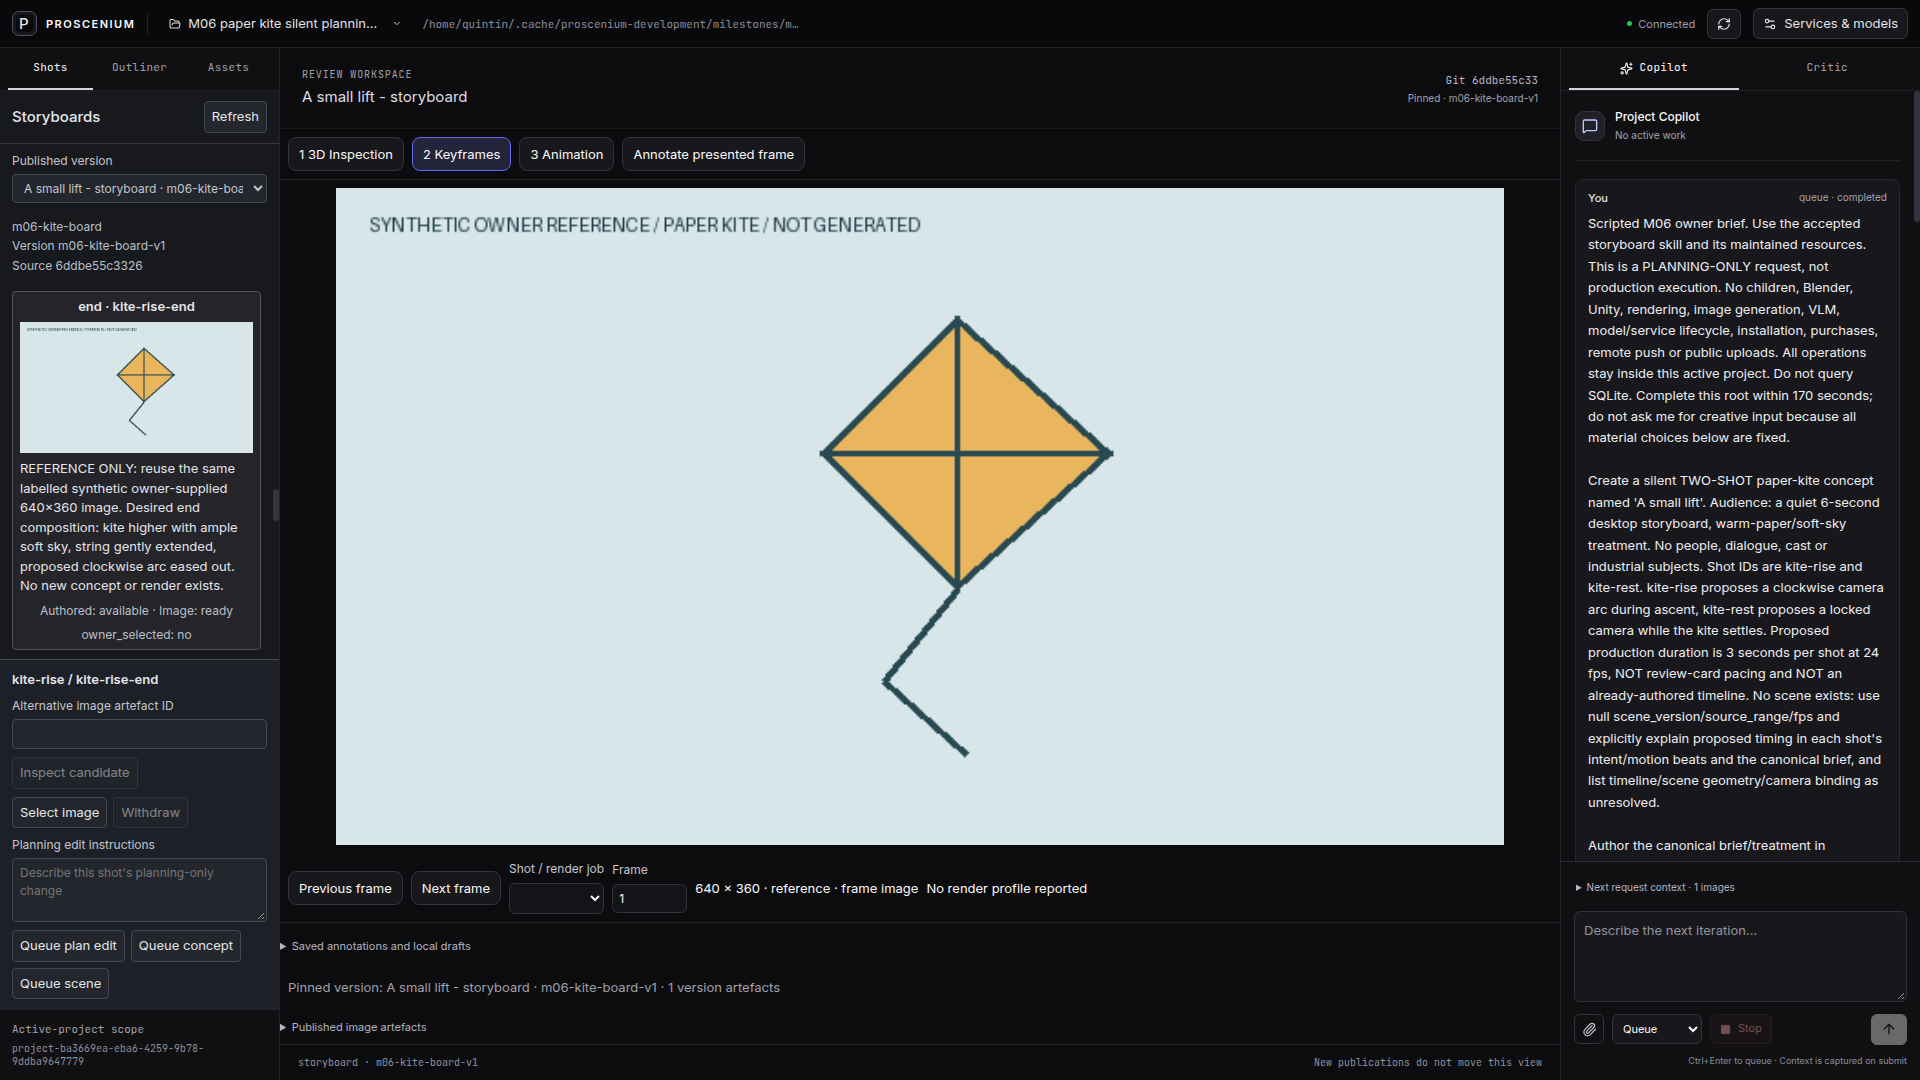 P PROSCENIUM
M06 paper kite silent plannin...
/home/quintin/.cache/proscenium-development/milestones/m…
Connected
Services & models
Shots Outliner Assets
Storyboards
Refresh
Published version
A small lift - storyboard · m06-kite-boa
m06-kite-board
Version m06-kite-board-v1
Source 6ddbe55c3326
end · kite-rise-end
SYNTHETIC OWNER REFERENCE / PAPER KITE / NOT GENERATED
REFERENCE ONLY: reuse the same
labelled synthetic owner-supplied
640×360 image. Desired end
composition: kite higher with ample
soft sky, string gently extended,
proposed clockwise arc eased out.
No new concept or render exists.
Authored: available · Image: ready
owner_selected: no
kite-rise / kite-rise-end
Alternative image artefact ID
Inspect candidate
Select image Withdraw
Planning edit instructions
Describe this shot's planning-only
change
Queue plan edit Queue concept
Queue scene
Active-project scope
project-ba3669ea-eba6-4259-9b78-
9ddba9647779
REVIEW WORKSPACE
A small lift - storyboard
Git 6ddbe55c33
Pinned · m06-kite-board-v1
1 3D Inspection 2 Keyframes 3 Animation Annotate presented frame
SYNTHETIC OWNER REFERENCE / PAPER KITE / NOT GENERATED
Previous frame Next frame
Shot / render job
Frame
1
640 × 360 · reference · frame image No render profile reported
Saved annotations and local drafts
Pinned version: A small lift - storyboard · m06-kite-board-v1 · 1 version artefacts
Published image artefacts
storyboard · m06-kite-board-v1
New publications do not move this view
Copilot Critic
Project Copilot
No active work
You
queue · completed
Scripted M06 owner brief. Use the accepted
storyboard skill and its maintained resources.
This is a PLANNING-ONLY request, not
production execution. No children, Blender,
Unity, rendering, image generation, VLM,
model/service lifecycle, installation, purchases,
remote push or public uploads. All operations
stay inside this active project. Do not query
SQLite. Complete this root within 170 seconds;
do not ask me for creative input because all
material choices below are fixed.
Create a silent TWO-SHOT paper-kite concept
named 'A small lift'. Audience: a quiet 6-second
desktop storyboard, warm-paper/soft-sky
treatment. No people, dialogue, cast or
industrial subjects. Shot IDs are kite-rise and
kite-rest. kite-rise proposes a clockwise camera
arc during ascent, kite-rest proposes a locked
camera while the kite settles. Proposed
production duration is 3 seconds per shot at 24
fps, NOT review-card pacing and NOT an
already-authored timeline. No scene exists: use
null scene_version/source_range/fps and
explicitly explain proposed timing in each shot's
intent/motion beats and the canonical brief, and
list timeline/scene geometry/camera binding as
unresolved.
Author the canonical brief/treatment in
Next request context · 1 images
Describe the next iteration...
Queue
Stop
Ctrl+Enter to queue · Context is captured on submit